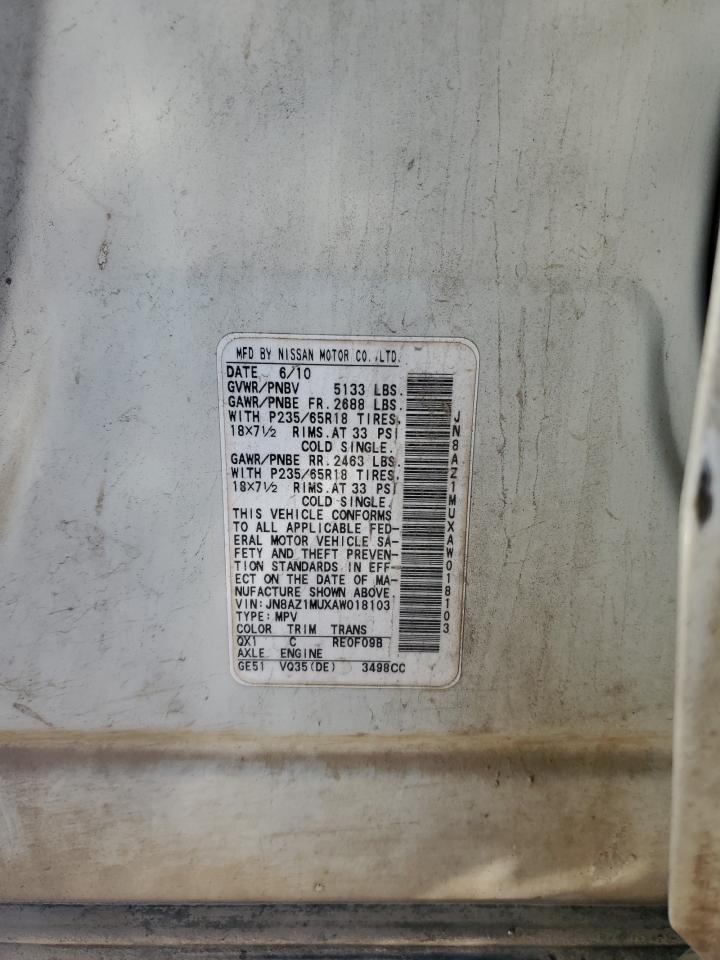 MFD BY NISSAN MOTOR CO.,LTD.
DATE 6/10
GVWR/PNBV 5133 LBS.
GAWR/PNBE FR. 2688 LBS.
WITH P235/65R18 TIRES,
18X7½ RIMS. AT 33 PSI
COLD SINGLE.
GAWR/PNBE RR. 2463 LBS.
WITH P235/65R18 TIRES,
18X7½ RIMS. AT 33 PSI
COLD SINGLE.
THIS VEHICLE CONFORMS
TO ALL APPLICABLE FED-
ERAL MOTOR VEHICLE SA-
FETY AND THEFT PREVEN-
TION STANDARDS IN EFF-
ECT ON THE DATE OF MA-
NUFACTURE SHOWN ABOVE.
VIN: JN8AZ1MUXAW018103
TYPE: MPV
COLOR TRIM TRANS
QX1 C RE0F09B
AXLE ENGINE
GE51 VQ35(DE) 3498CC
JN8AZ1MUXAW018103